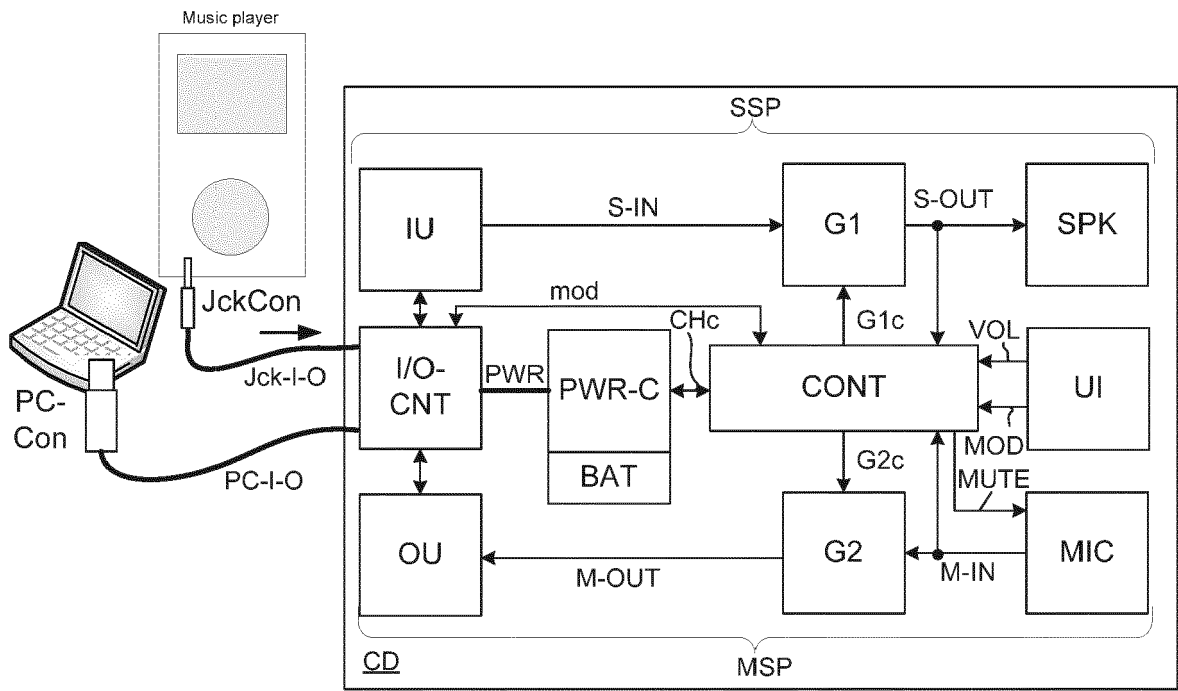 Music player
SSP
IU
S-IN
G1
S-OUT
SPK
JckCon
mod
CHc
G1c
VOL
Jck-I-O
I/O-
CNT
PWR
PWR-C
CONT
UI
PC-
Con
MOD
BAT
G2c
MUTE
PC-I-O
OU
M-OUT
G2
M-IN
MIC
CD
MSP